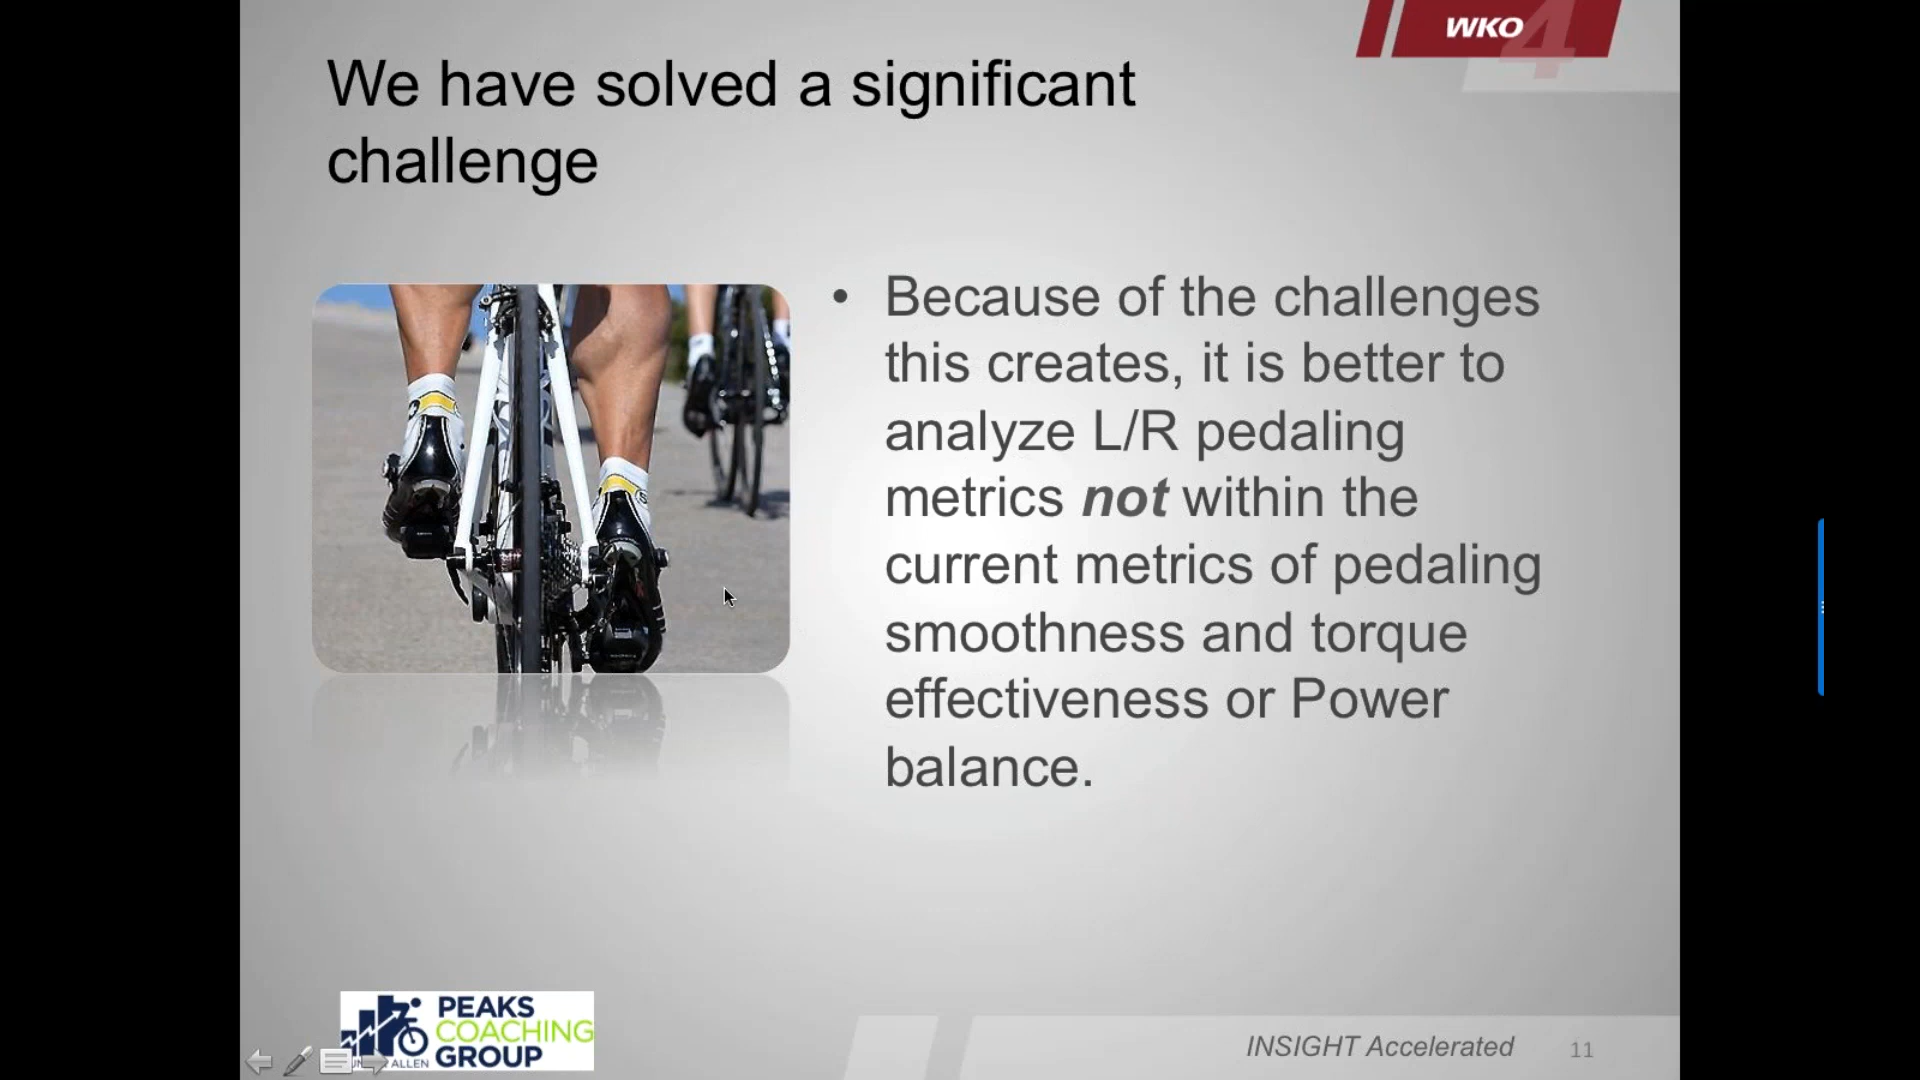 WKO 4
We have solved a significant
challenge
• Because of the challenges
this creates, it is better to
analyze L/R pedaling
metrics not within the
current metrics of pedaling
smoothness and torque
effectiveness or Power
balance.
PEAKS
COACHING
GROUP
ALLEN
INSIGHT Accelerated
11